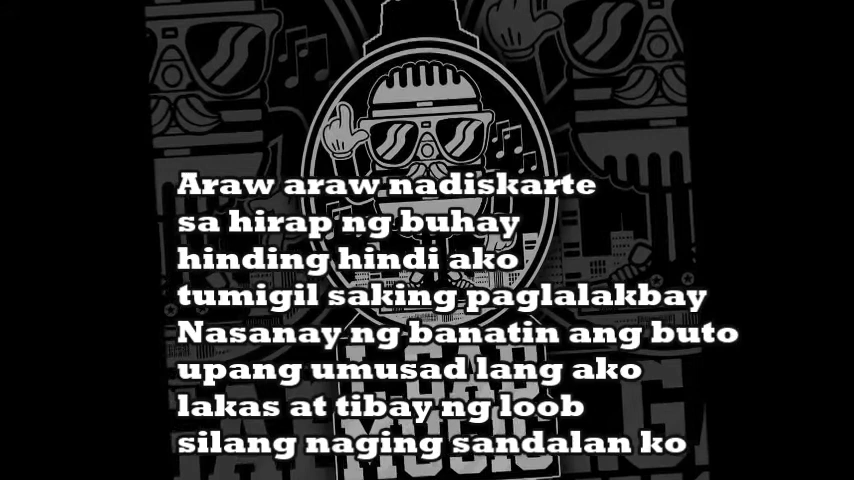 Araw araw nadiskarte
sa hirap ng buhay
hinding hindi ako
tumigil saking paglalakbay
Nasanay ng banatin ang buto
upang umusad lang ako
lakas at tibay ng loob
silang naging sandalan ko